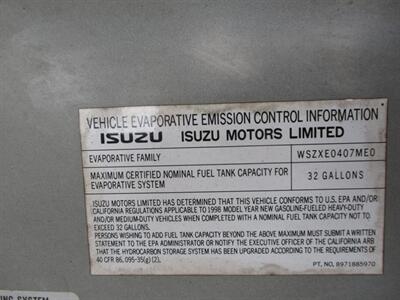 VEHICLE EVAPORATIVE EMISSION CONTROL INFORMATION
ISUZU ISUZU MOTORS LIMITED
EVAPORATIVE FAMILY WSZXE0407ME0
MAXIMUM CERTIFIED NOMINAL FUEL TANK CAPACITY FOR
EVAPORATIVE SYSTEM 32 GALLONS
ISUZU MOTORS LIMITED HAS DETERMINED THAT THIS VEHICLE CONFORMS TO U.S. EPA AND/OR
CALIFORNIA REGULATIONS APPLICABLE TO 1998 MODEL YEAR NEW GASOLINE-FUELED HEAVY-DUTY
AND/OR MEDIUM-DUTY VEHICLES WHEN COMPLETED WITH A NOMINAL FUEL TANK CAPACITY NOT TO
EXCEED 32 GALLONS.
PERSONS WISHING TO ADD FUEL TANK CAPACITY BEYOND THE ABOVE MAXIMUM MUST SUBMIT A WRITTEN
STATEMENT TO THE EPA ADMINISTRATOR OR NOTIFY THE EXECUTIVE OFFICER OF THE CALIFORNIA ARB
THAT THE HYDROCARBON STORAGE SYSTEM HAS BEEN UPGRADED ACCORDING TO THE REQUIREMENTS OF
40 CFR 86, 095-35(g)(2).
PT, NO, 8971885970
SYSTEM